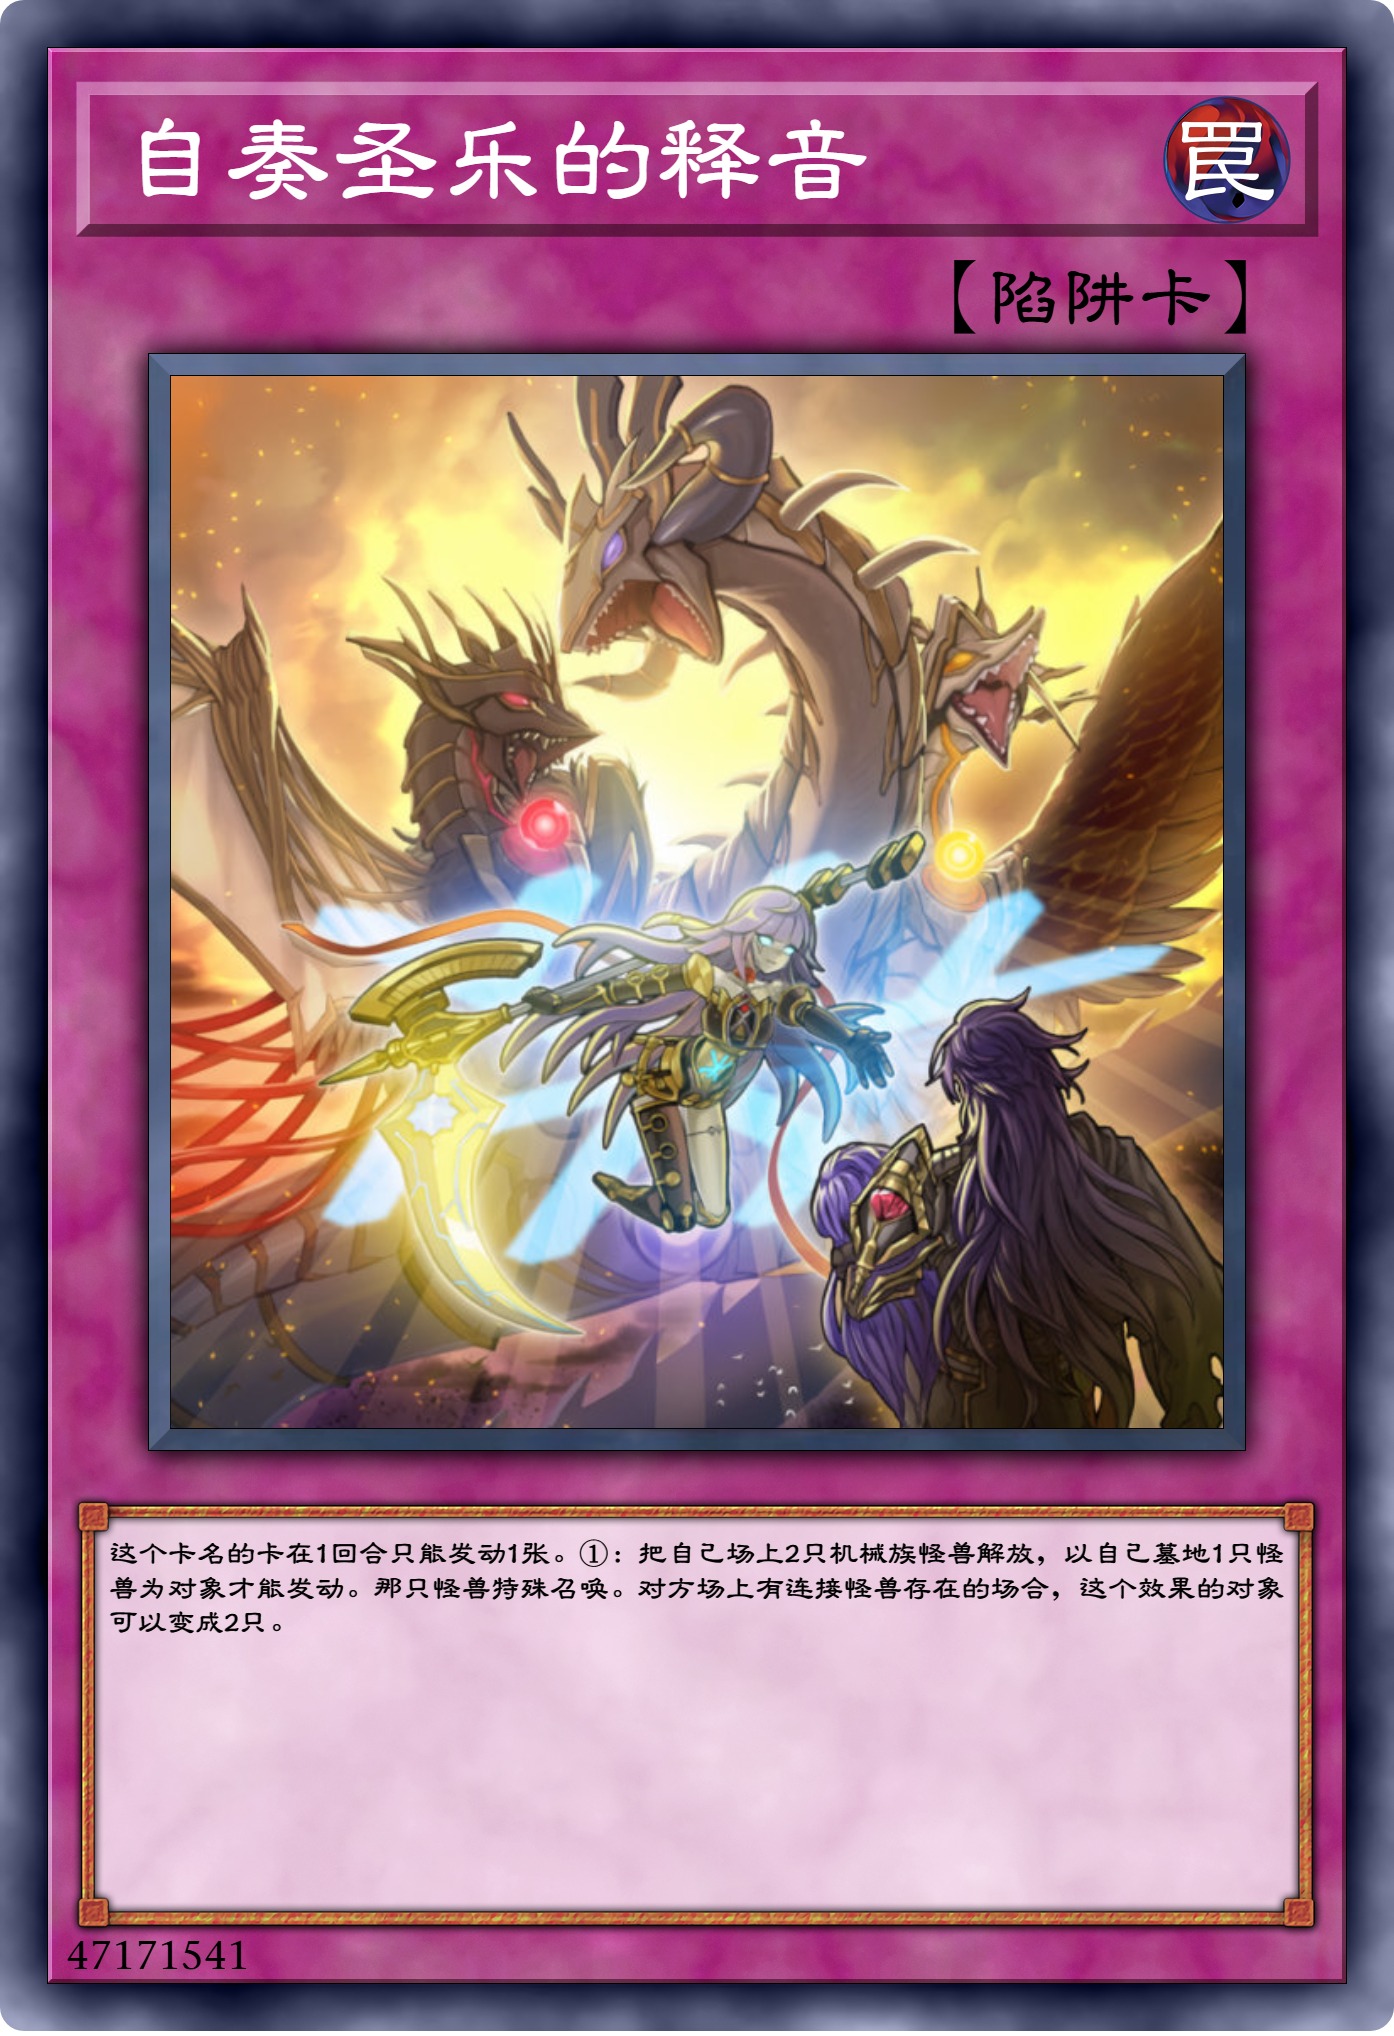 自奏圣乐的释音
罠
【陷阱卡】
这个卡名的卡在1回合只能发动1张。①：把自己场上2只机械族怪兽解放，以自己墓地1只怪
兽为对象才能发动。那只怪兽特殊召唤。对方场上有连接怪兽存在的场合，这个效果的对象
可以变成2只。
47171541